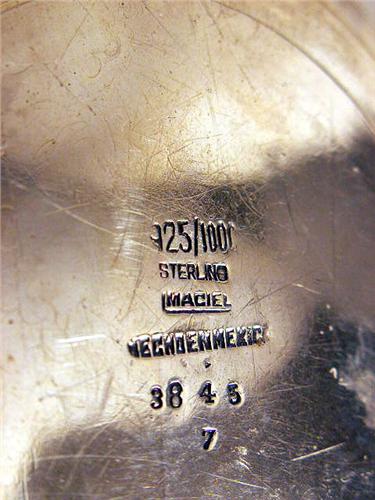 925/1000
STERLING
MACIEL
HECHO EN MEXICO
3845
7